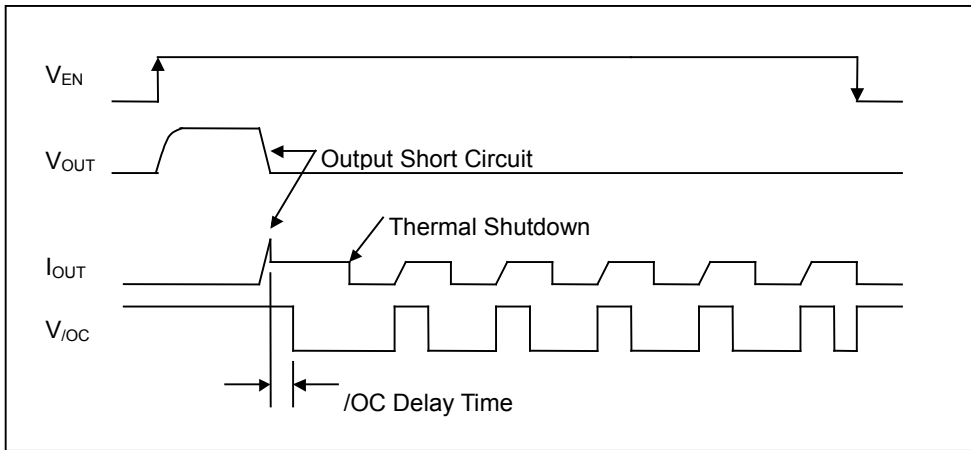 VEN
VOUT
Output Short Circuit
Thermal Shutdown
IOUT
V/OC
/OC Delay Time